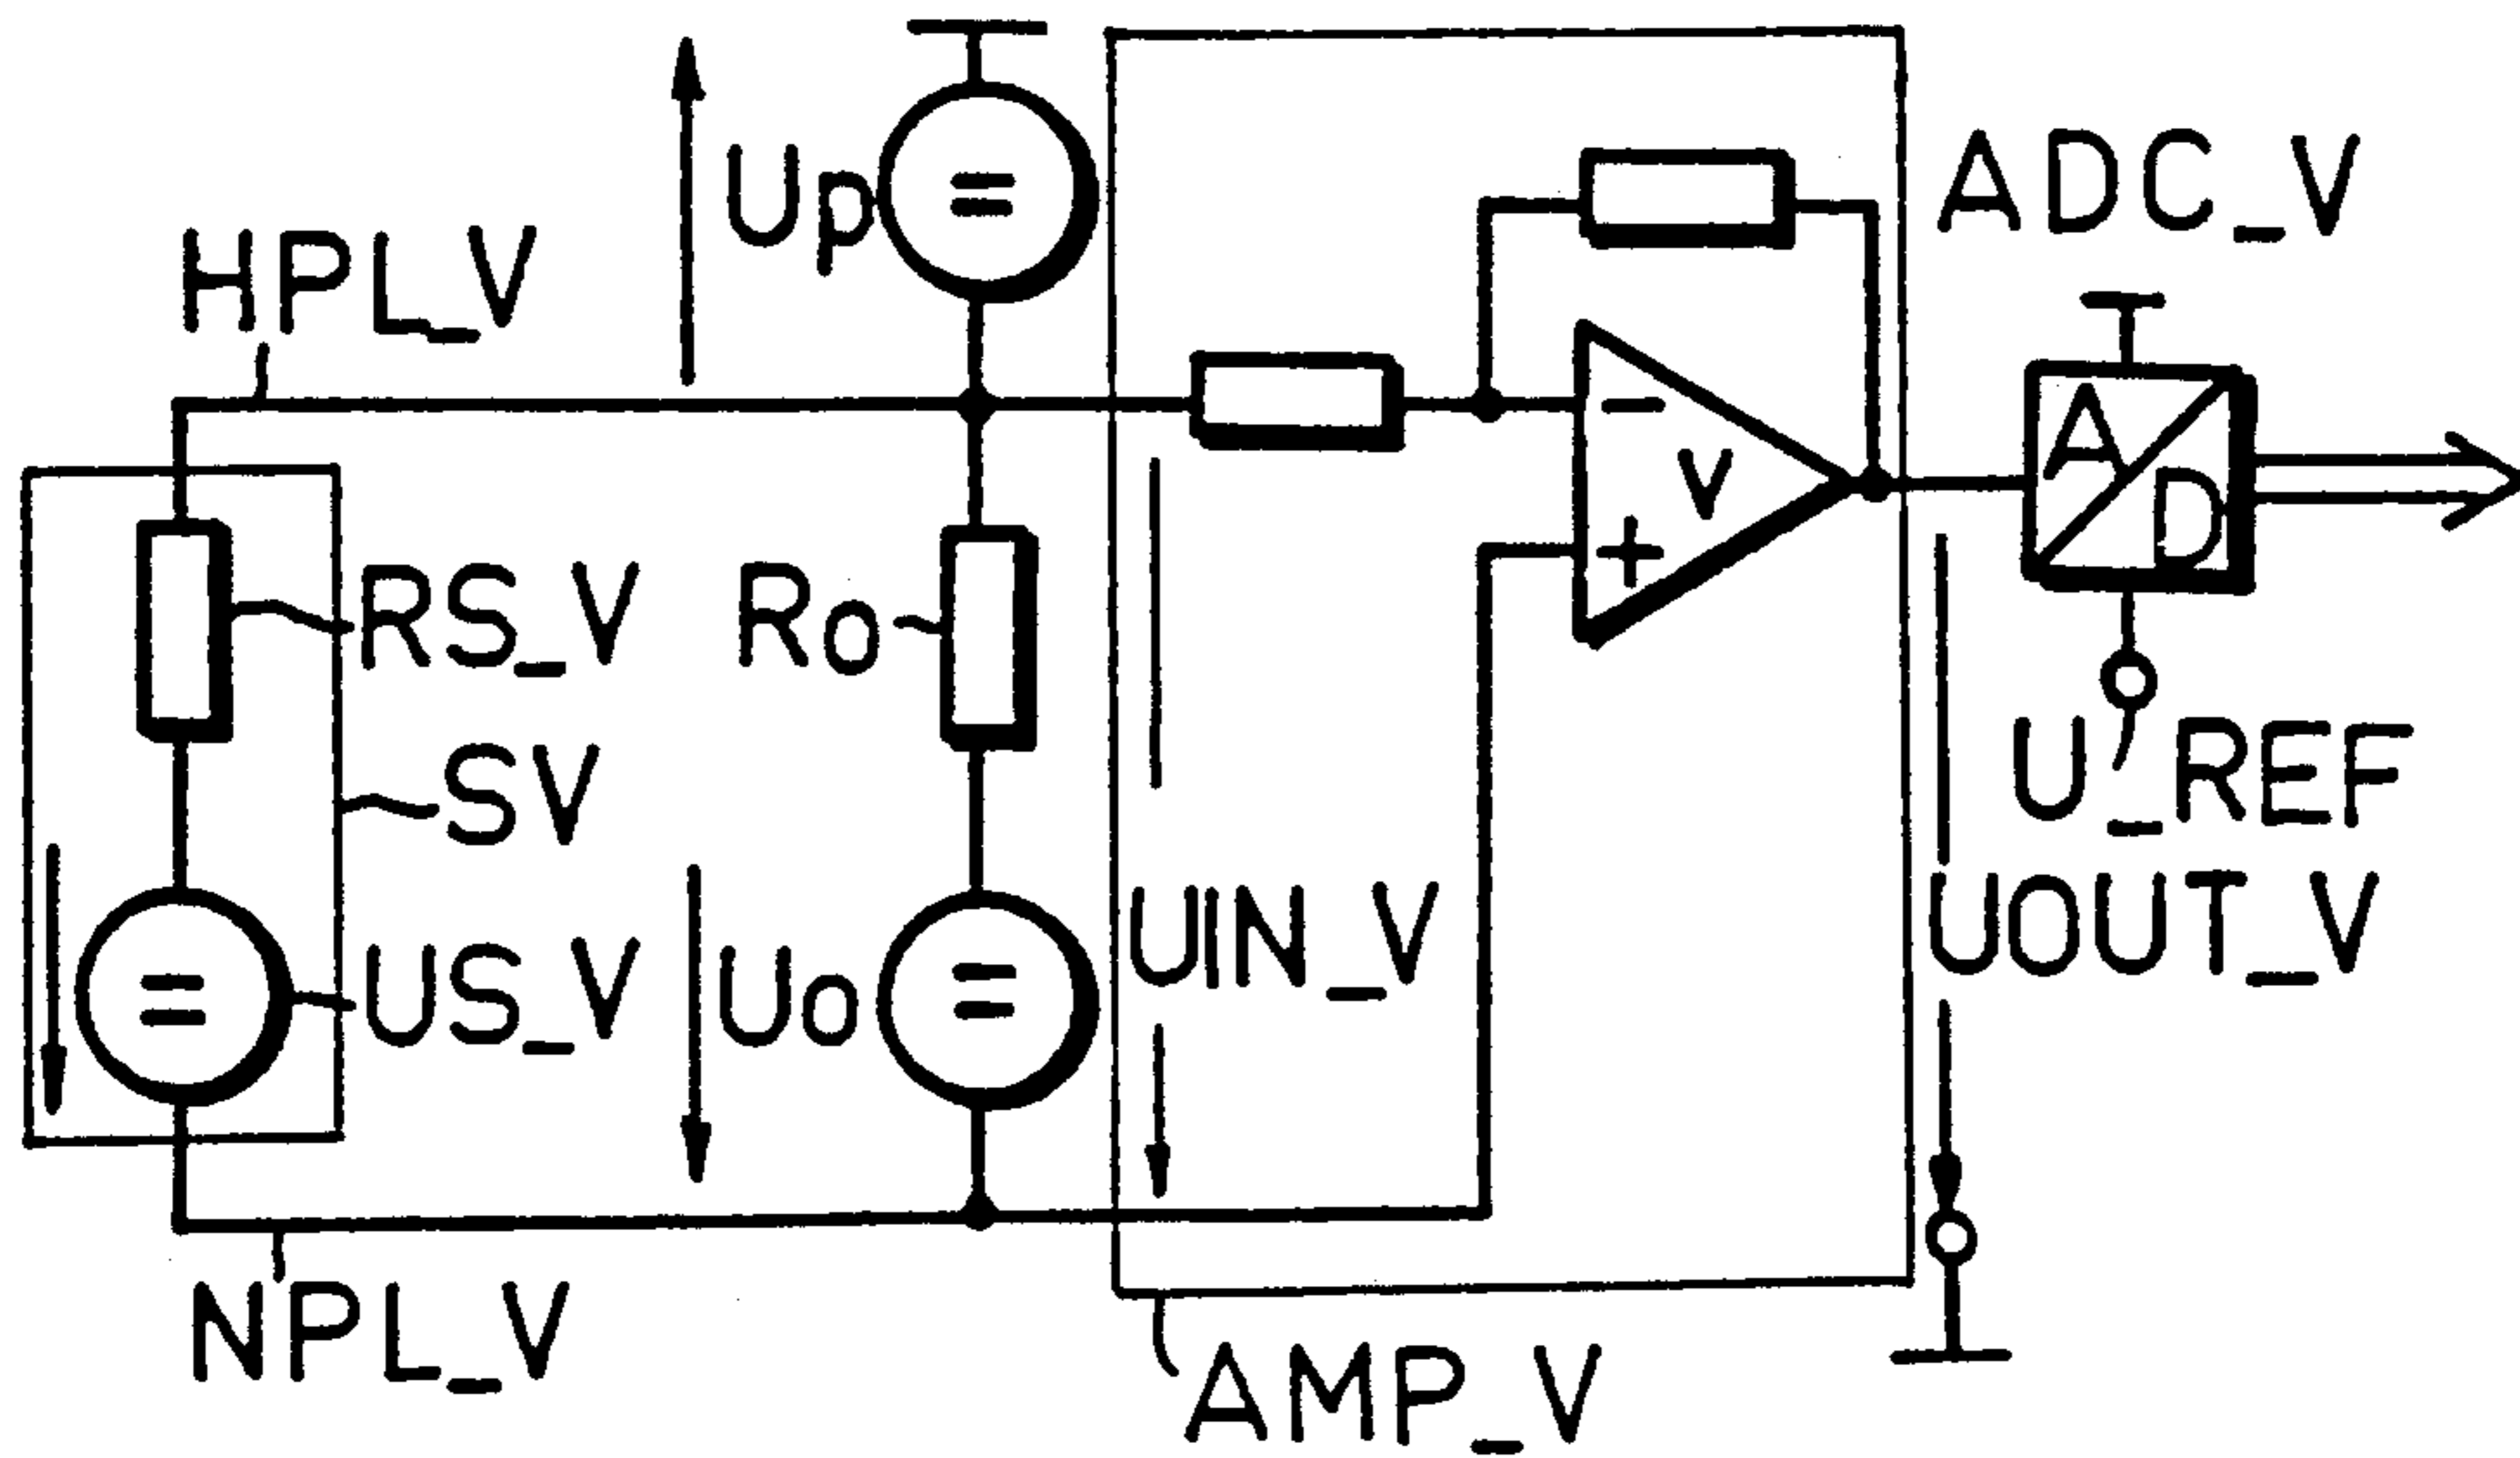 Up
ADC_V
HPL_V
-
V
+
A
D
RS_V
Ro
SV
U_REF
US_V
Uo
UIN_V
UOUT_V
NPL_V
AMP_V